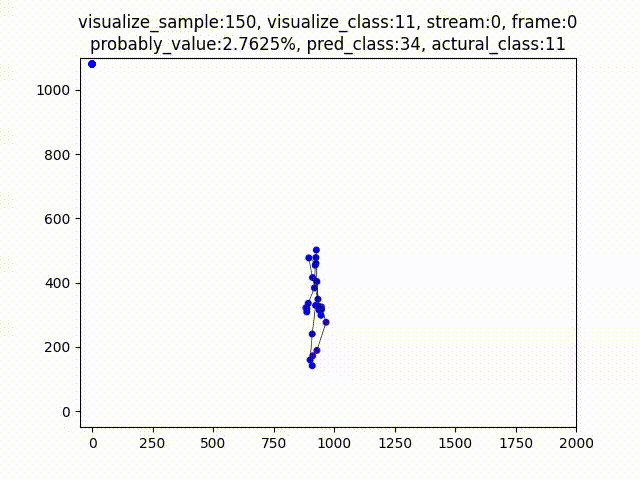 visualize_sample:150, visualize_class:11, stream:0, frame:0
probably_value:2.7625%, pred_class:34, actural_class:11
1000
800
600
400
200
0
0 250 500 750 1000 1250 1500 1750 2000